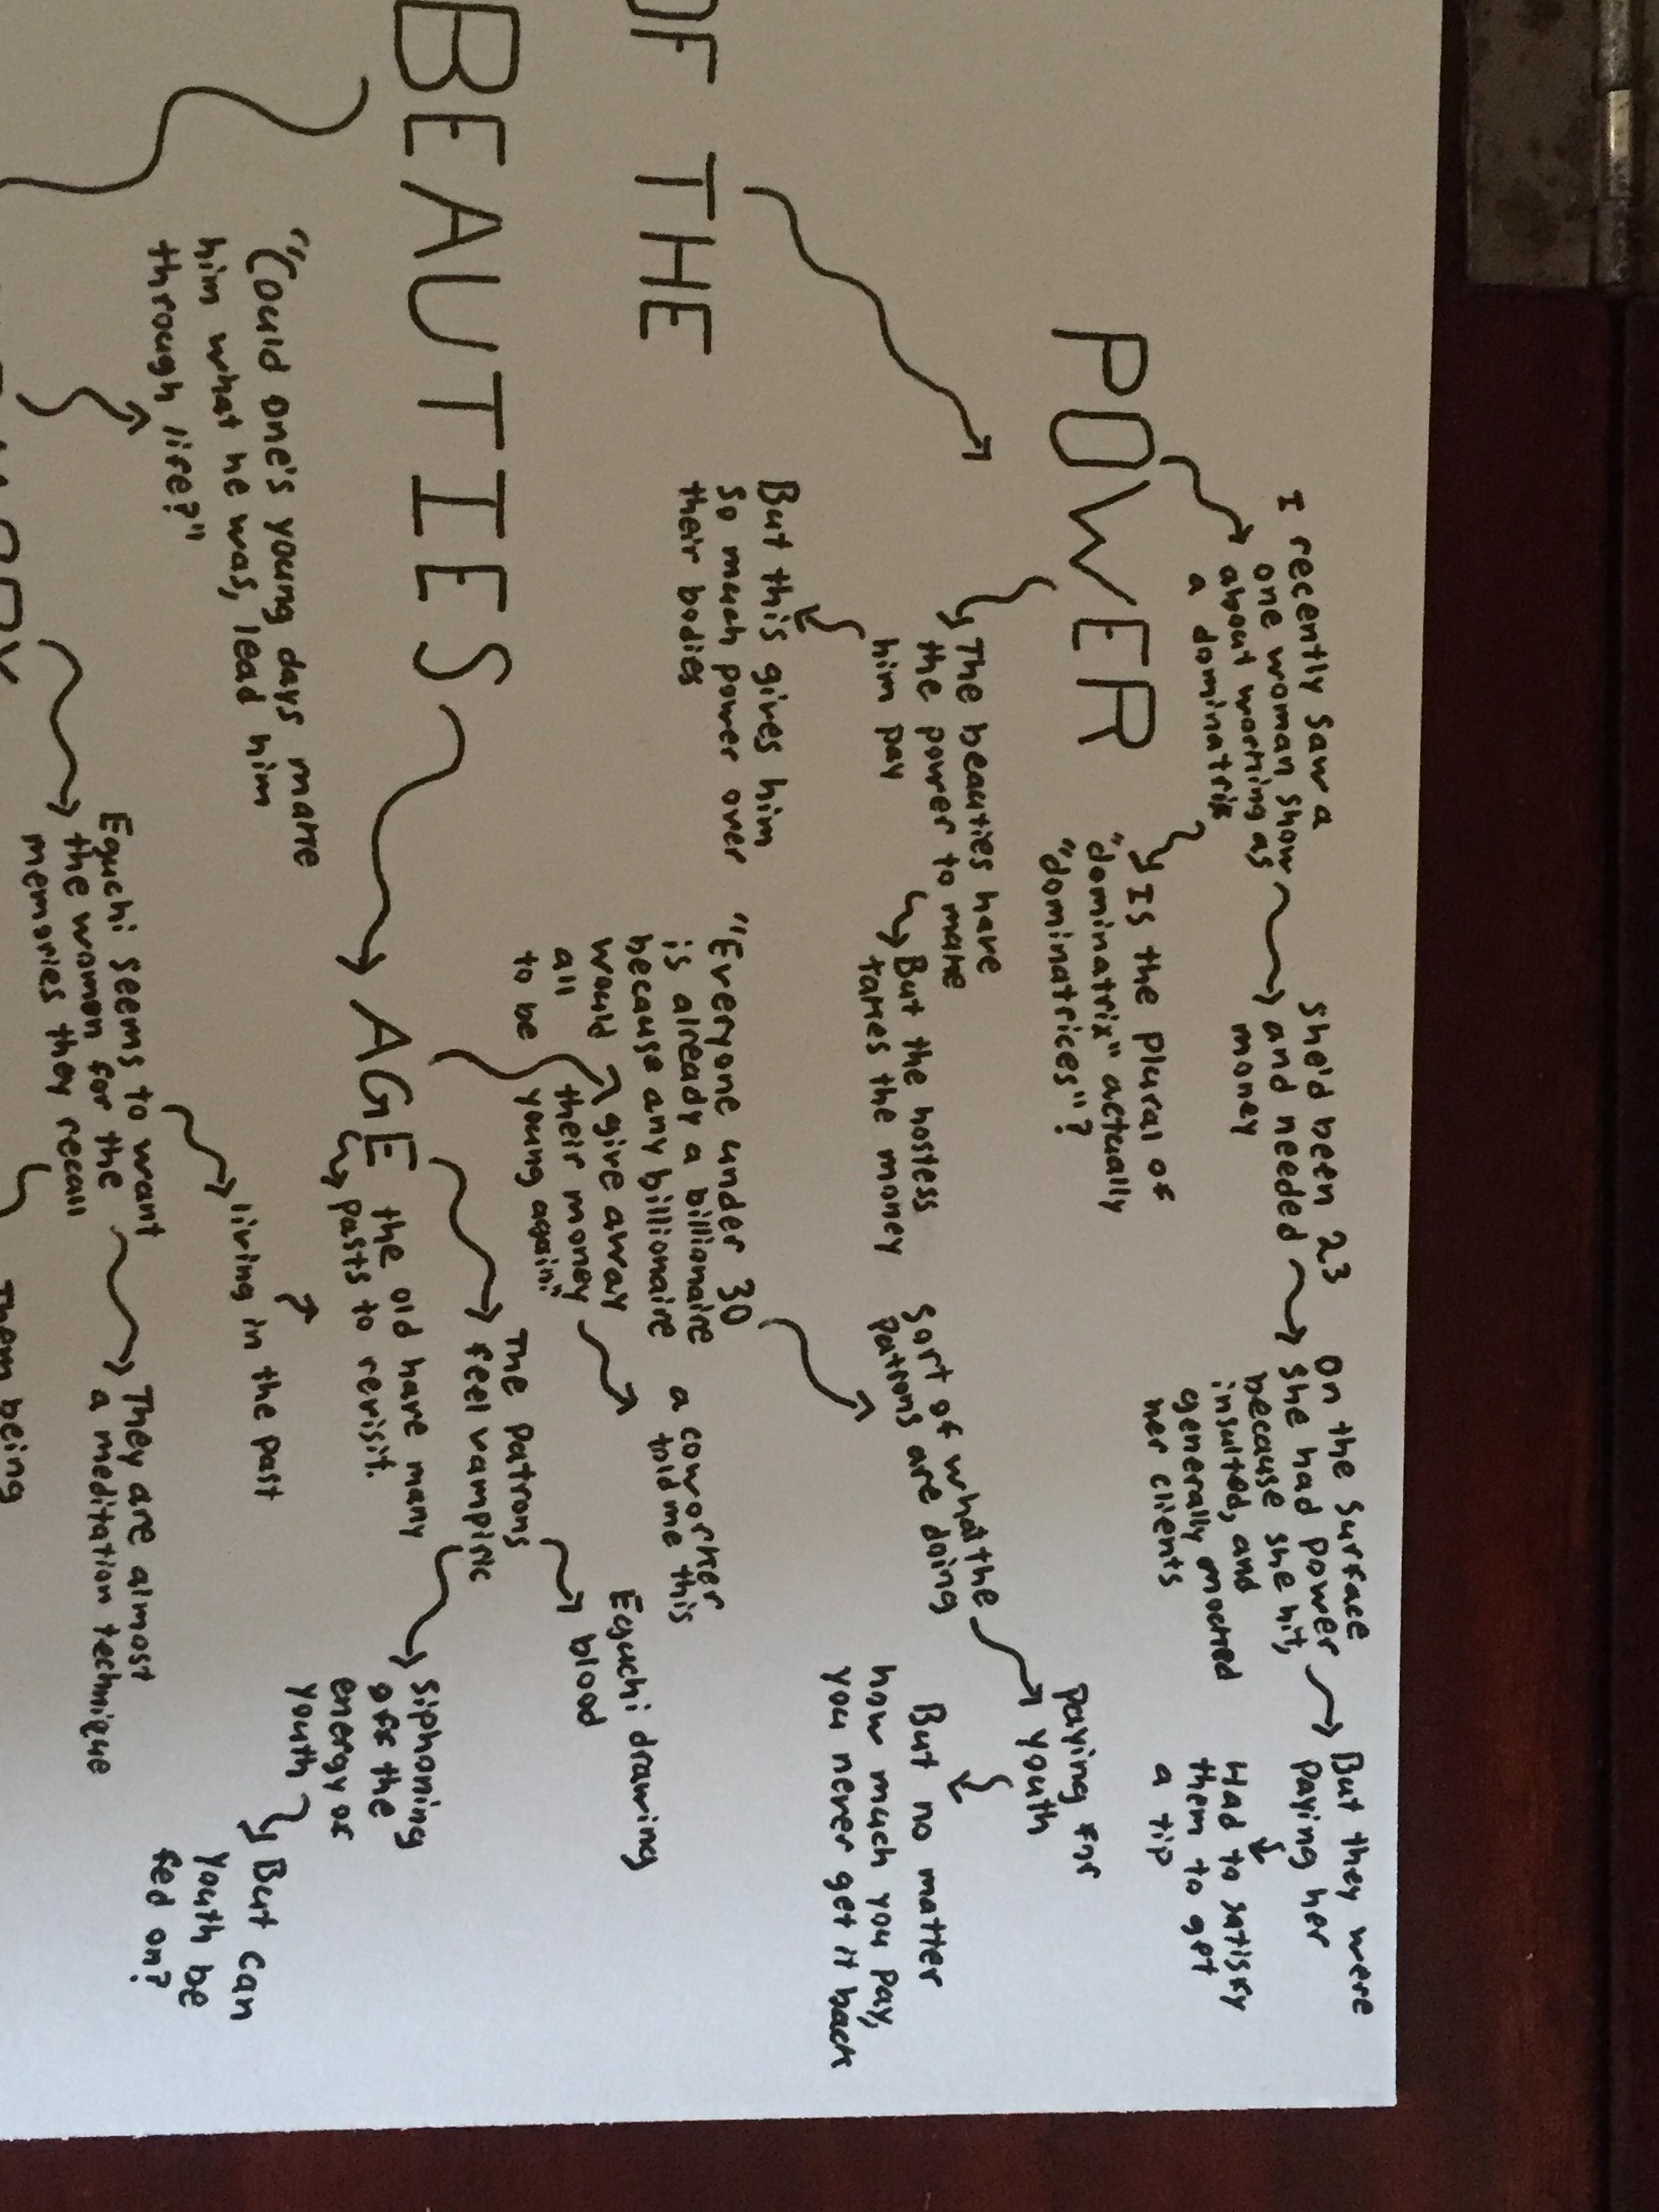 I recently saw a
one woman show
about working as
a dominatrix
She'd been 23
and needed
money
On the surface
she had power
because she hit,
insulted, and
generally mocked
her clients
But they were
paying her
Had to satisfy
them to get
a tip
POWER
Is the plural of
"dominatrix" actually
"dominatrices"?
The beauties have
the power to make
him pay
But the hostess
takes the money
But this gives him
so much power over
their bodies
OF THE
"Everyone under 30
is already a billionaire
because any billionaire
would give away
all their money
to be young again"
Sort of what the
patrons are doing
paying for
youth
But no matter
how much you pay,
you never get it back
a coworker
told me this
BEAUTIES
AGE
The patrons
feel vampiric
Eguchi drawing
blood
Siphoning
off the
energy of
youth
But can
youth be
fed on?
the old have many
pasts to revisit.
living in the past
"Could one's young days make
him what he was, lead him
through life?"
Eguchi seems to want
the women for the
memories they recall
They are almost
a meditation technique
Them being